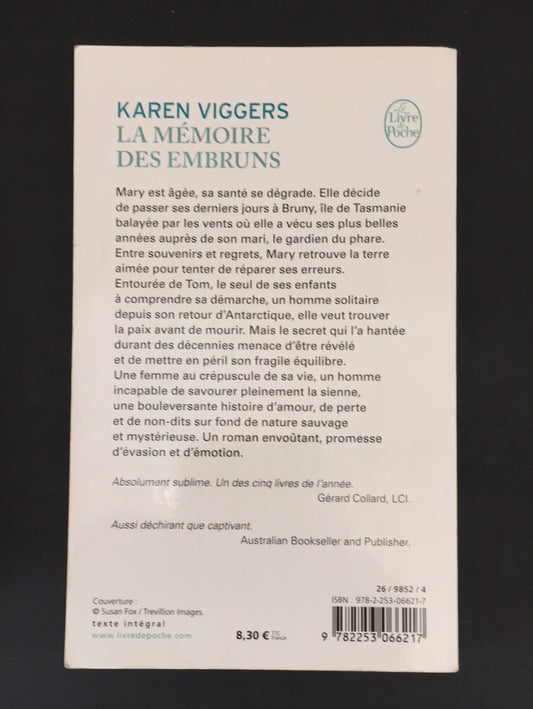 KAREN VIGGERS
LA MÉMOIRE
DES EMBRUNS
Le
Livre
de
Poche
Mary est âgée, sa santé se dégrade. Elle décide
de passer ses derniers jours à Bruny, île de Tasmanie
balayée par les vents où elle a vécu ses plus belles
années auprès de son mari, le gardien du phare.
Entre souvenirs et regrets, Mary retrouve la terre
aimée pour tenter de réparer ses erreurs.
Entourée de Tom, le seul de ses enfants
à comprendre sa démarche, un homme solitaire
depuis son retour d'Antarctique, elle veut trouver
la paix avant de mourir. Mais le secret qui l'a hantée
durant des décennies menace d'être révélé
et de mettre en péril son fragile équilibre.
Une femme au crépuscule de sa vie, un homme
incapable de savourer pleinement la sienne,
une bouleversante histoire d'amour, de perte
et de non-dits sur fond de nature sauvage
et mystérieuse. Un roman envoûtant, promesse
d'évasion et d'émotion.
Absolument sublime. Un des cinq livres de l'année.
Gérard Collard, LCI.
Aussi déchirant que captivant.
Australian Bookseller and Publisher.
Couverture :
© Susan Fox / Trevillion Images.
texte intégral
www.livredepoche.com
8,30 € TTC
France
26 / 9852 / 4
ISBN : 978-2-253-06621-7
9 782253 066217